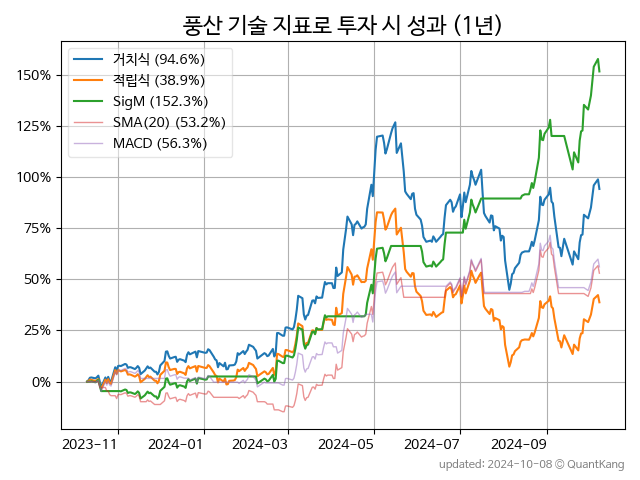 풍산 기술 지표로 투자 시 성과 (1년)
거치식 (94.6%)
적립식 (38.9%)
SigM (152.3%)
SMA(20) (53.2%)
MACD (56.3%)
150%
125%
100%
75%
50%
25%
0%
2023-11 2024-01 2024-03 2024-05 2024-07 2024-09
updated: 2024-10-08 © QuantKang